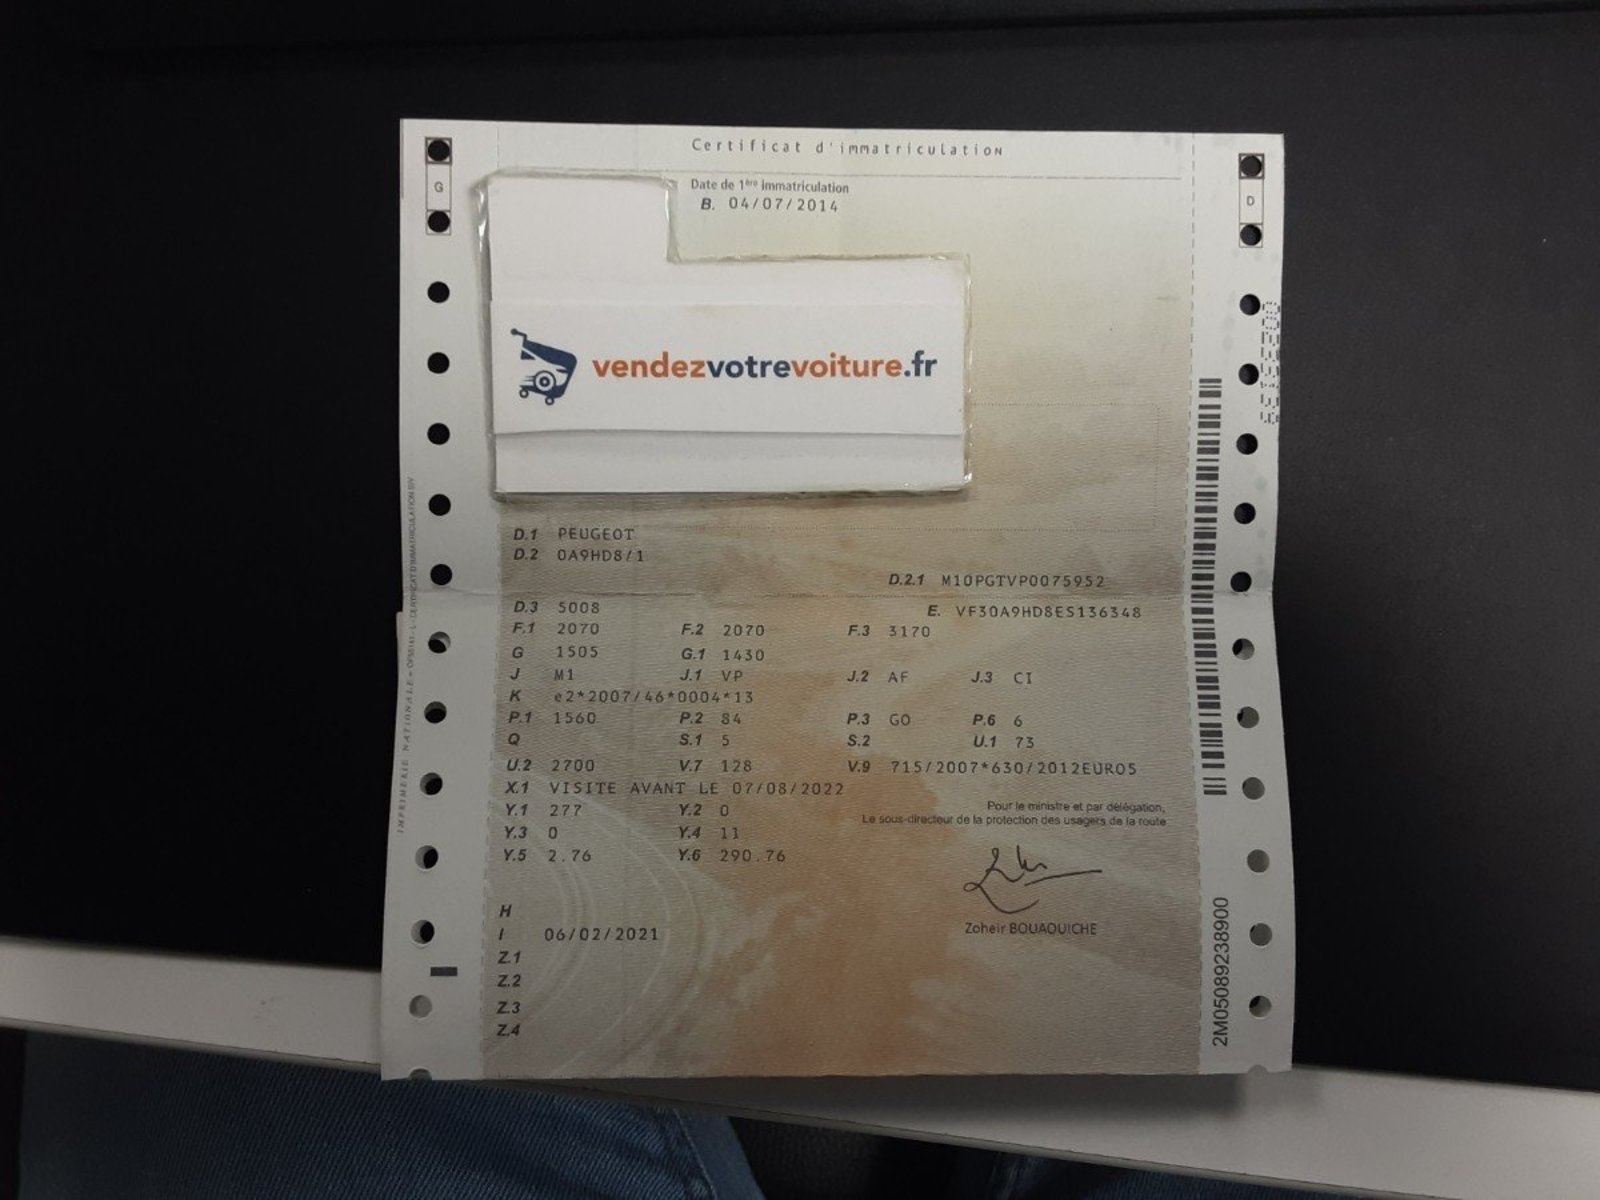 Certificat d'immatriculation
G
D
Date de 1ère immatriculation
B. 04/07/2014
vendezvotrevoiture.fr
D.1 PEUGEOT
D.2 0A9HD8/1
D.2.1 M10PGTVP0075952
D.3 5008
E. VF30A9HD8ES136348
F.1 2070 F.2 2070 F.3 3170
G 1505 G.1 1430
J M1 J.1 VP J.2 AF J.3 CI
K e2*2007/46*0004*13
P.1 1560 P.2 84 P.3 GO P.6 6
Q S.1 5 S.2 U.1 73
U.2 2700 V.7 128 V.9 715/2007*630/2012EURO5
X.1 VISITE AVANT LE 07/08/2022
Y.1 277 Y.2 0
Y.3 0 Y.4 11
Y.5 2.76 Y.6 290.76
Pour le ministre et par délégation,
Le sous-directeur de la protection des usagers de la route
Zoheir BOUAOUICHE
H
I 06/02/2021
Z.1
Z.2
Z.3
Z.4
2M0508923B900
IMPRIMERIE NATIONALE